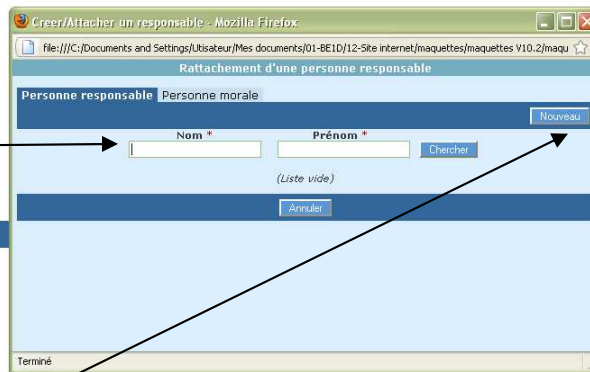 Creer/Attacher un responsable - Mozilla Firefox
file:///C:/Documents and Settings/Utilisateur/Mes documents/01-BE1D/12-Site internet/maquettes/maquettes V10.2/maqu
Rattachement d'une personne responsable
Personne responsable Personne morale
Nouveau
Nom * Prénom *
Chercher
(Liste vide)
Annuler
Terminé